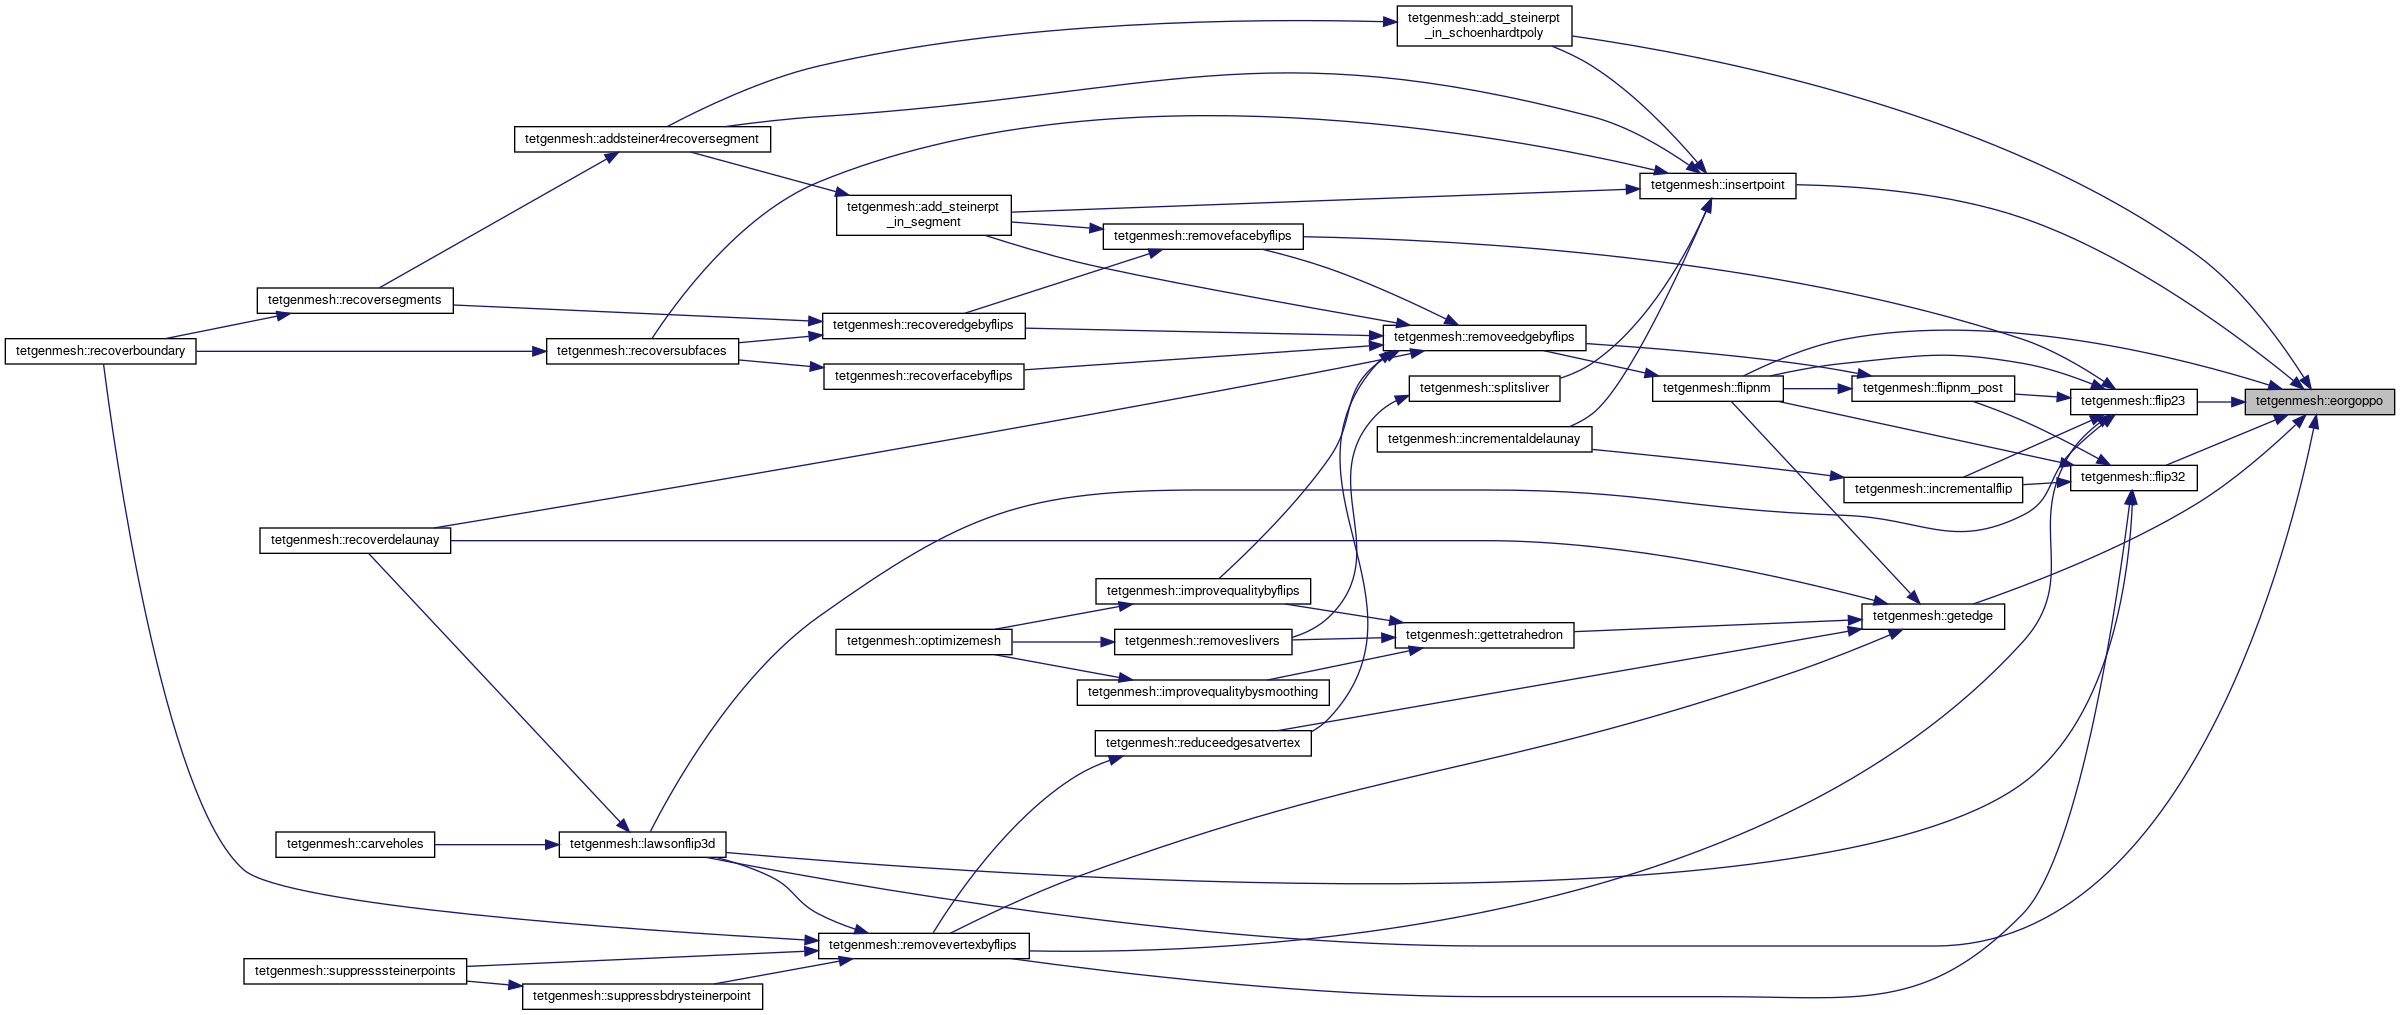 tetgenmesh::add_steinerpt
_in_schoenhardtpoly
tetgenmesh::addsteiner4recoversegment
tetgenmesh::insertpoint
tetgenmesh::add_steinerpt
_in_segment
tetgenmesh::removefacebyflips
tetgenmesh::recoversegments
tetgenmesh::recoveredgebyflips
tetgenmesh::removeedgebyflips
tetgenmesh::recoverboundary
tetgenmesh::recoversubfaces
tetgenmesh::recoverfacebyflips
tetgenmesh::splitsliver
tetgenmesh::flipnm
tetgenmesh::flipnm_post
tetgenmesh::flip23
tetgenmesh::eorgoppo
tetgenmesh::incrementaldelaunay
tetgenmesh::flip32
tetgenmesh::incrementalflip
tetgenmesh::recoverdelaunay
tetgenmesh::improvequalitybyflips
tetgenmesh::getedge
tetgenmesh::optimizemesh
tetgenmesh::removeslivers
tetgenmesh::gettetrahedron
tetgenmesh::improvequalitybysmoothing
tetgenmesh::reduceedgesatvertex
tetgenmesh::carveholes
tetgenmesh::lawsonflip3d
tetgenmesh::removevertexbyflips
tetgenmesh::suppresssteinerpoints
tetgenmesh::suppressbdrysteinerpoint